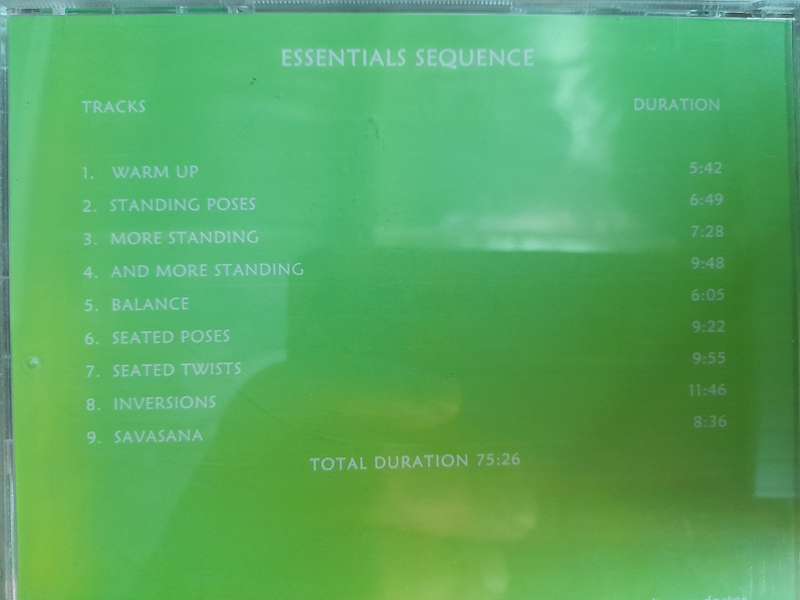 ESSENTIALS SEQUENCE
TRACKS DURATION
1. WARM UP 5:42
2. STANDING POSES 6:49
3. MORE STANDING 7:28
4. AND MORE STANDING 9:48
5. BALANCE 6:05
6. SEATED POSES 9:22
7. SEATED TWISTS 9:55
8. INVERSIONS 11:46
9. SAVASANA 8:36
TOTAL DURATION 75:26